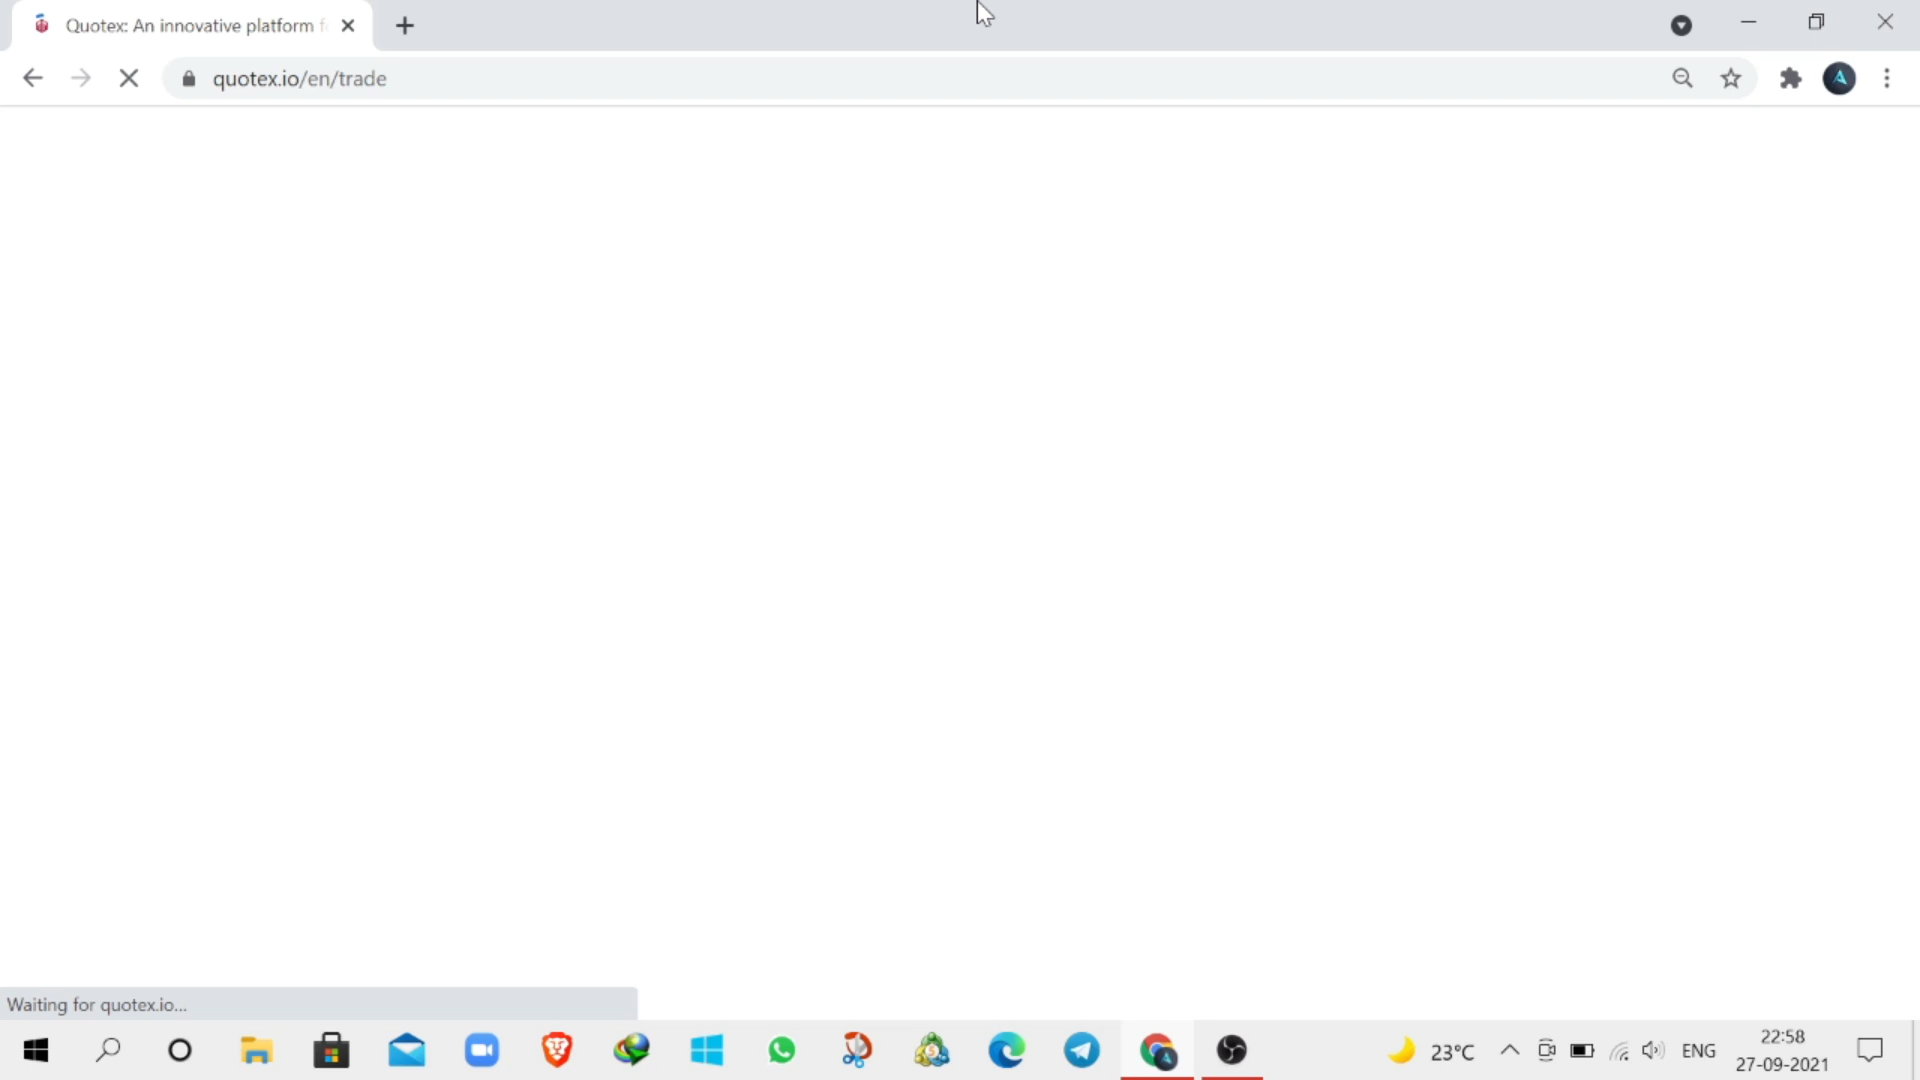 Quotex: An innovative platform f
quotex.io/en/trade
Waiting for quotex.io...
23°C
ENG
22:58
27-09-2021